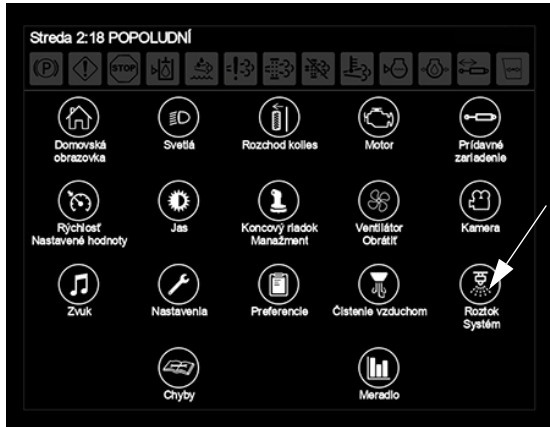 Streda 2:18 POPOLUDNÍ
(P) STOP
Domovská
obrazovka
Svetlá
Rozchod kolies
Motor
Prídavné
zariadenie
Rýchlosť
Nastavené hodnoty
Jas
Koncový riadok
Manažment
Ventilátor
Obrátiť
Kamera
Zvuk
Nastavenia
Preferencie
Čistenie vzduchom
Roztok
Systém
Chyby
Meradlo